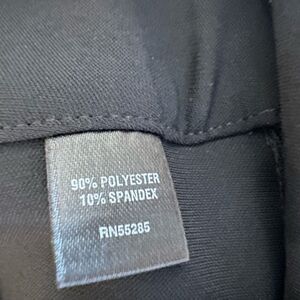 90% POLYESTER
10% SPANDEX
RN55285